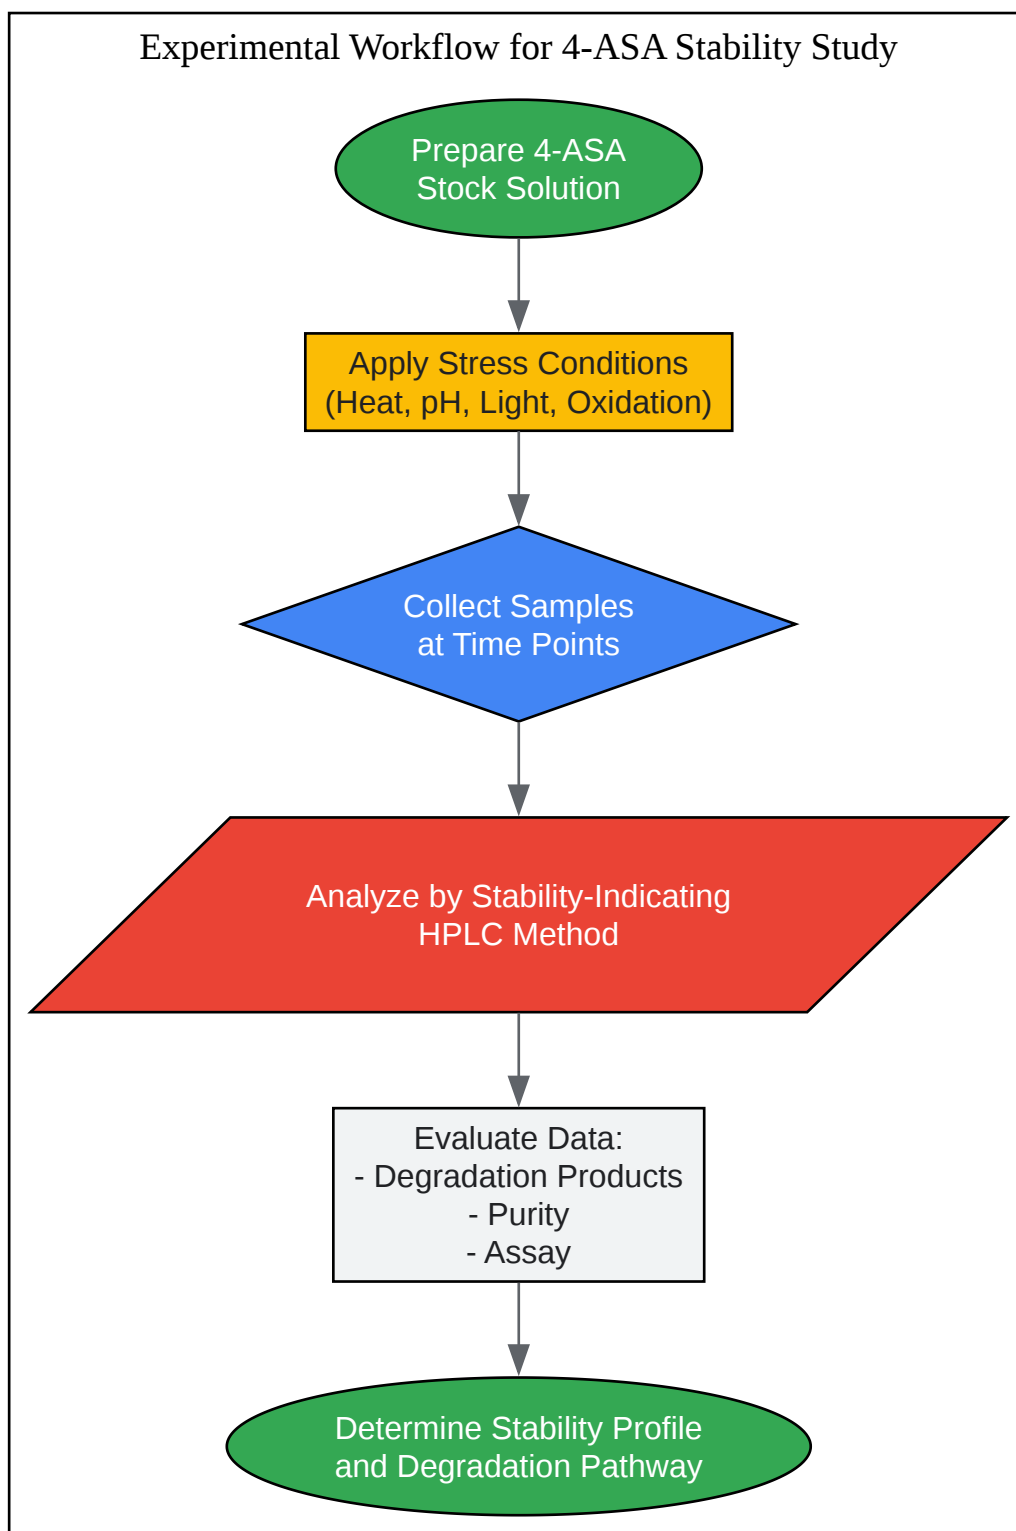 Experimental Workflow for 4-ASA Stability Study
Prepare 4-ASA
Stock Solution
Apply Stress Conditions
(Heat, pH, Light, Oxidation)
Collect Samples
at Time Points
Analyze by Stability-Indicating
HPLC Method
Evaluate Data:
- Degradation Products
- Purity
- Assay
Determine Stability Profile
and Degradation Pathway